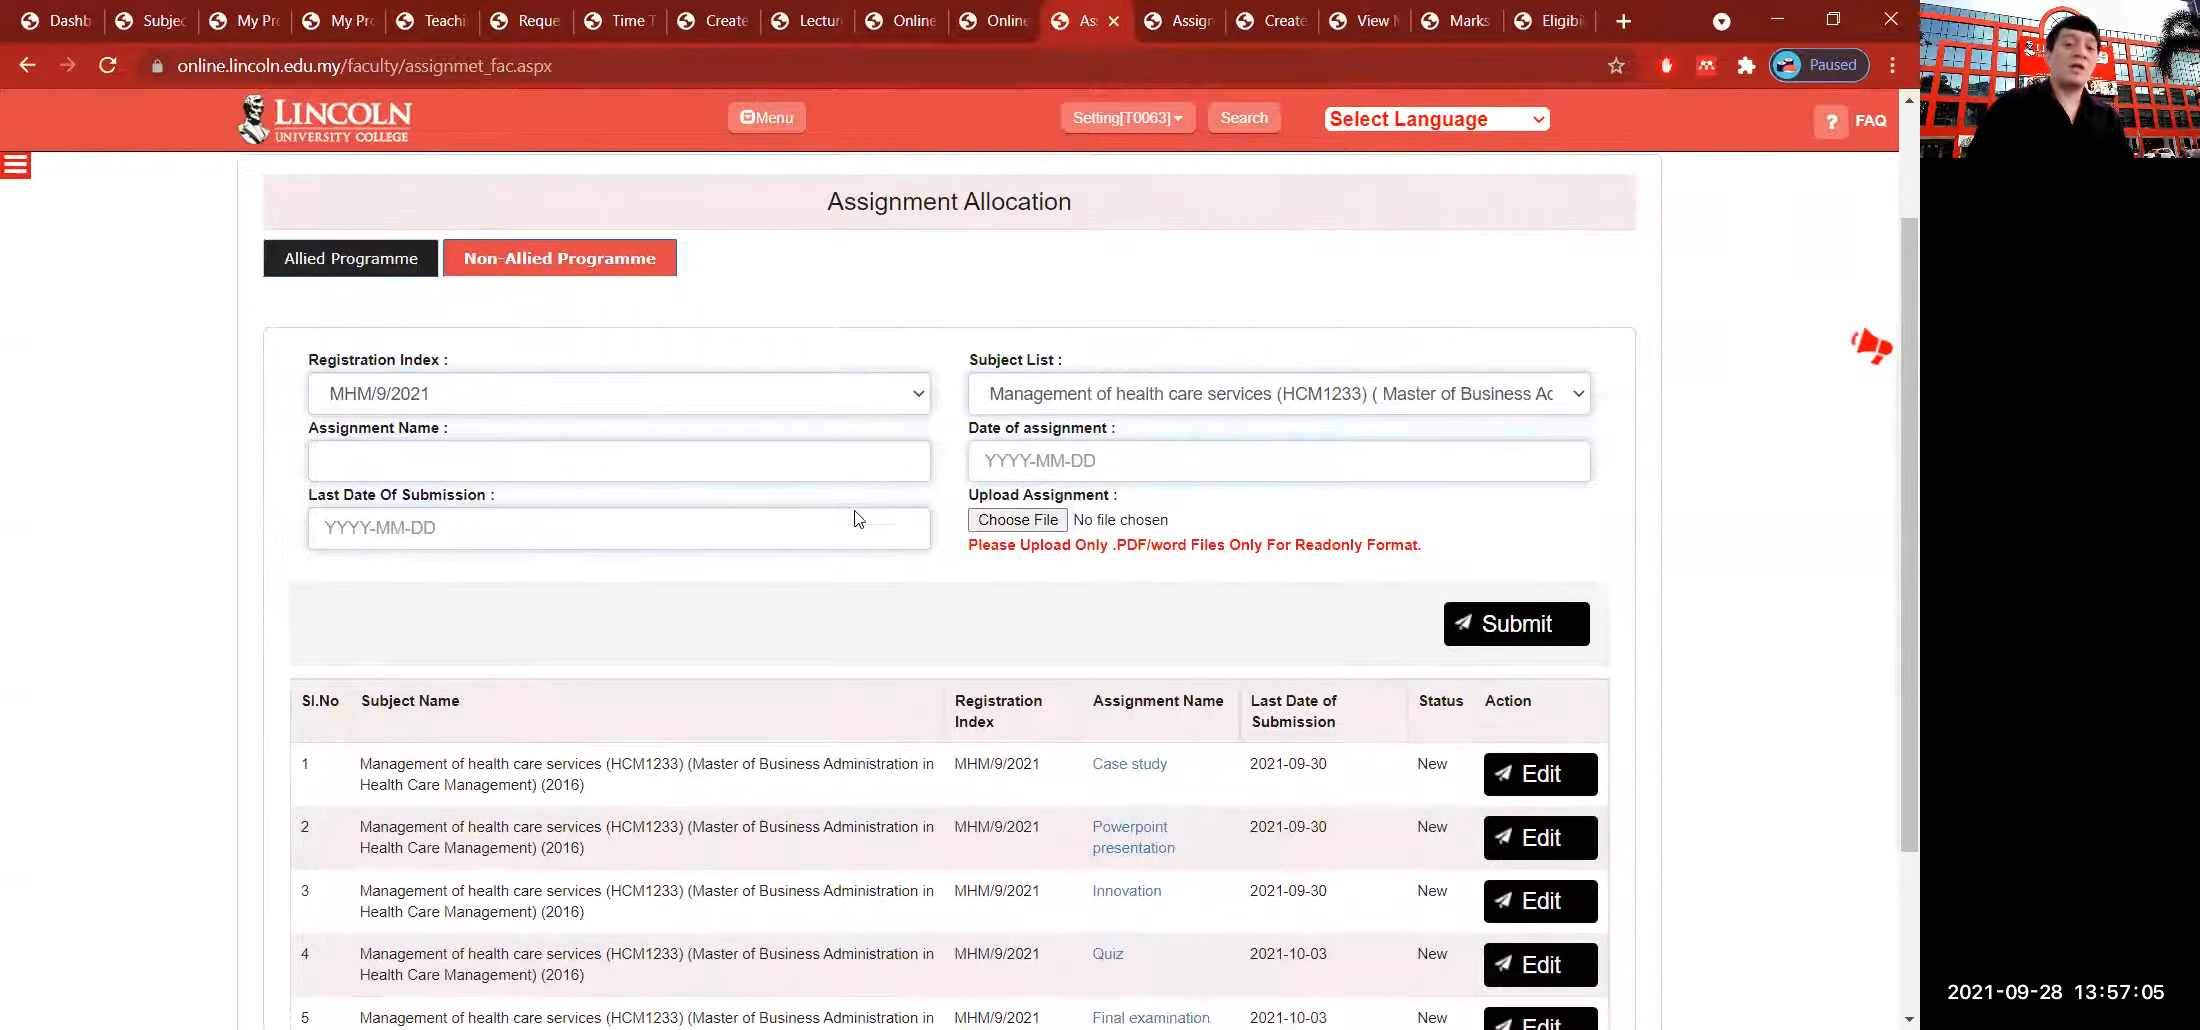 Dashb
Subjec
My Pro
My Pro
Teachi
Reque
Time T
Create
Lectur
Online
Online
As
Assign
Create
View M
Marks
Eligibi
online.lincoln.edu.my/faculty/assignmet_fac.aspx
Paused
LINCOLN
UNIVERSITY COLLEGE
Menu
Setting[T0063]
Search
Select Language
? FAQ
Assignment Allocation
Allied Programme
Non-Allied Programme
Registration Index :
Subject List :
MHM/9/2021
Management of health care services (HCM1233) ( Master of Business Ac
Assignment Name :
Date of assignment :
YYYY-MM-DD
Last Date Of Submission :
Upload Assignment :
YYYY-MM-DD
Choose File No file chosen
Please Upload Only .PDF/word Files Only For Readonly Format.
Submit
Sl.No Subject Name Registration Index Assignment Name Last Date of Submission Status Action
1 Management of health care services (HCM1233) (Master of Business Administration in MHM/9/2021 Case study 2021-09-30 New Edit
Health Care Management) (2016)
2 Management of health care services (HCM1233) (Master of Business Administration in MHM/9/2021 Powerpoint 2021-09-30 New Edit
Health Care Management) (2016) presentation
3 Management of health care services (HCM1233) (Master of Business Administration in MHM/9/2021 Innovation 2021-09-30 New Edit
Health Care Management) (2016)
4 Management of health care services (HCM1233) (Master of Business Administration in MHM/9/2021 Quiz 2021-10-03 New Edit
Health Care Management) (2016)
5 Management of health care services (HCM1233) (Master of Business Administration in MHM/9/2021 Final examination 2021-10-03 New Edit
2021-09-28 13:57:05